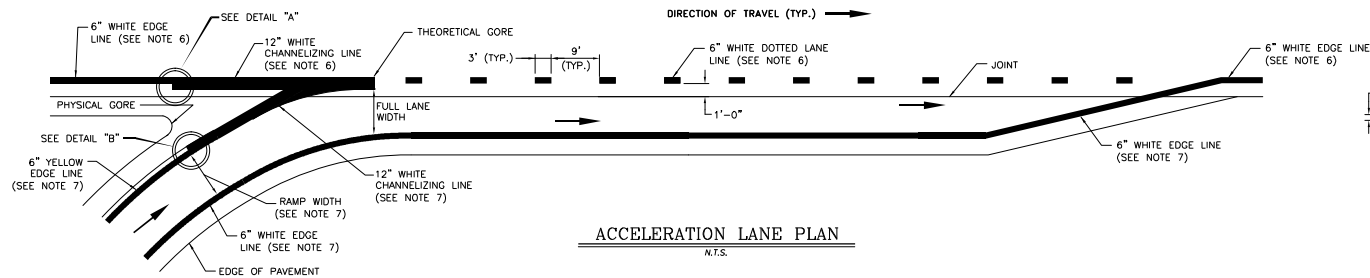 DIRECTION OF TRAVEL (TYP.)
SEE DETAIL "A"
6" WHITE EDGE
LINE (SEE NOTE 6)
12" WHITE
CHANNELIZING LINE
(SEE NOTE 6)
THEORETICAL GORE
3' (TYP.)
9'
(TYP.)
6" WHITE DOTTED LANE
LINE (SEE NOTE 6)
JOINT
6" WHITE EDGE LINE
(SEE NOTE 6)
PHYSICAL GORE
FULL LANE
WIDTH
1'-0"
SEE DETAIL "B"
6" YELLOW
EDGE LINE
(SEE NOTE 7)
12" WHITE
CHANNELIZING LINE
(SEE NOTE 7)
6" WHITE EDGE LINE
(SEE NOTE 7)
RAMP WIDTH
(SEE NOTE 7)
6" WHITE EDGE
LINE (SEE NOTE 7)
EDGE OF PAVEMENT
ACCELERATION LANE PLAN
N.T.S.